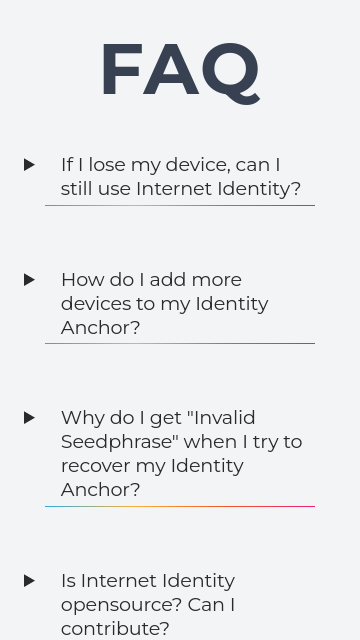 FAQ
If I lose my device, can I
still use Internet Identity?
How do I add more
devices to my Identity
Anchor?
Why do I get "Invalid
Seedphrase" when I try to
recover my Identity
Anchor?
Is Internet Identity
opensource? Can I
contribute?